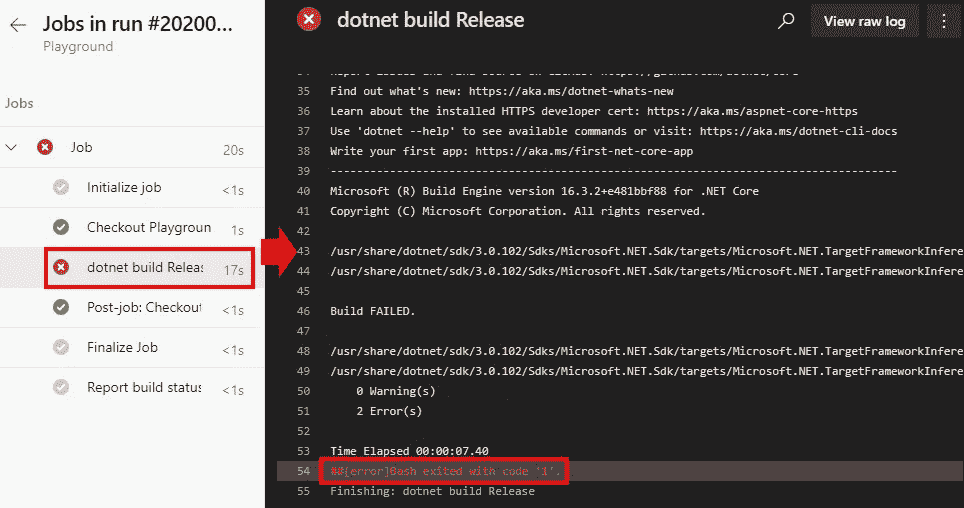 Jobs in run #20200...
Playground
Jobs
Job 20s
Initialize job <1s
Checkout Playgroun 1s
dotnet build Releas 17s
Post-job: Checkout <1s
Finalize Job <1s
Report build status <1s
dotnet build Release
View raw log
35 Find out what's new: https://aka.ms/dotnet-whats-new
36 Learn about the installed HTTPS developer cert: https://aka.ms/aspnet-core-https
37 Use 'dotnet --help' to see available commands or visit: https://aka.ms/dotnet-cli-docs
38 Write your first app: https://aka.ms/first-net-core-app
39 --------------------------------------------------------------------------------------
40 Microsoft (R) Build Engine version 16.3.2+e481bbf88 for .NET Core
41 Copyright (C) Microsoft Corporation. All rights reserved.
42
43 /usr/share/dotnet/sdk/3.0.102/Sdks/Microsoft.NET.Sdk/targets/Microsoft.NET.TargetFrameworkInfere
44 /usr/share/dotnet/sdk/3.0.102/Sdks/Microsoft.NET.Sdk/targets/Microsoft.NET.TargetFrameworkInfere
45
46 Build FAILED.
47
48 /usr/share/dotnet/sdk/3.0.102/Sdks/Microsoft.NET.Sdk/targets/Microsoft.NET.TargetFrameworkInfere
49 /usr/share/dotnet/sdk/3.0.102/Sdks/Microsoft.NET.Sdk/targets/Microsoft.NET.TargetFrameworkInfere
50 0 Warning(s)
51 2 Error(s)
52
53 Time Elapsed 00:00:07.40
54 ##[error]Bash exited with code '1'.
55 Finishing: dotnet build Release